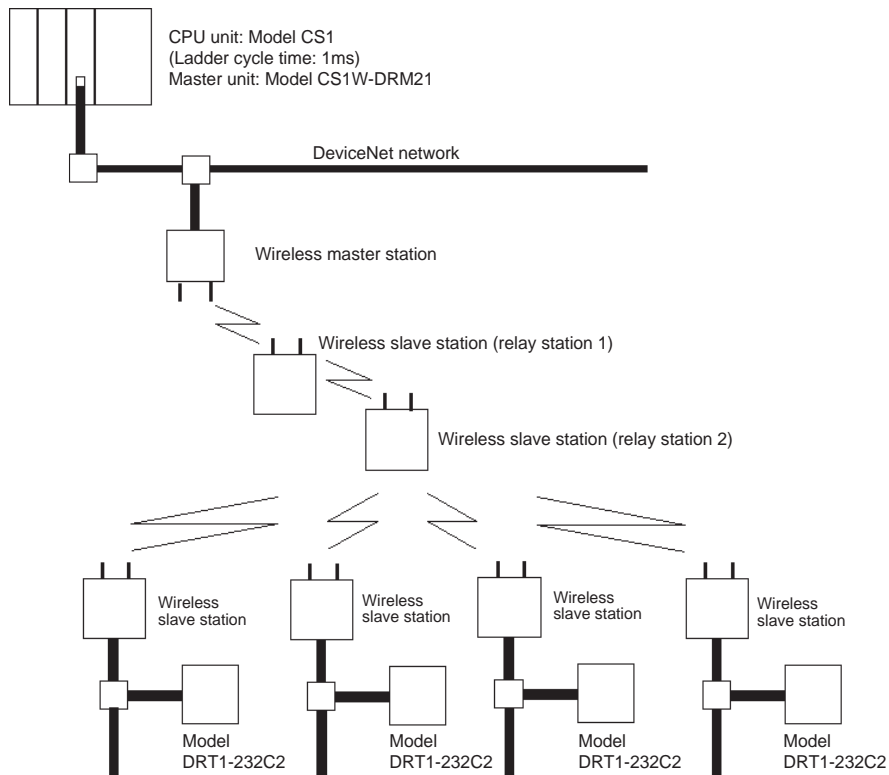 CPU unit: Model CS1
(Ladder cycle time: 1ms)
Master unit: Model CS1W-DRM21
DeviceNet network
Wireless master station
Wireless slave station (relay station 1)
Wireless slave station (relay station 2)
Wireless
slave station
Wireless
slave station
Wireless
slave station
Wireless
slave station
Model
DRT1-232C2
Model
DRT1-232C2
Model
DRT1-232C2
Model
DRT1-232C2